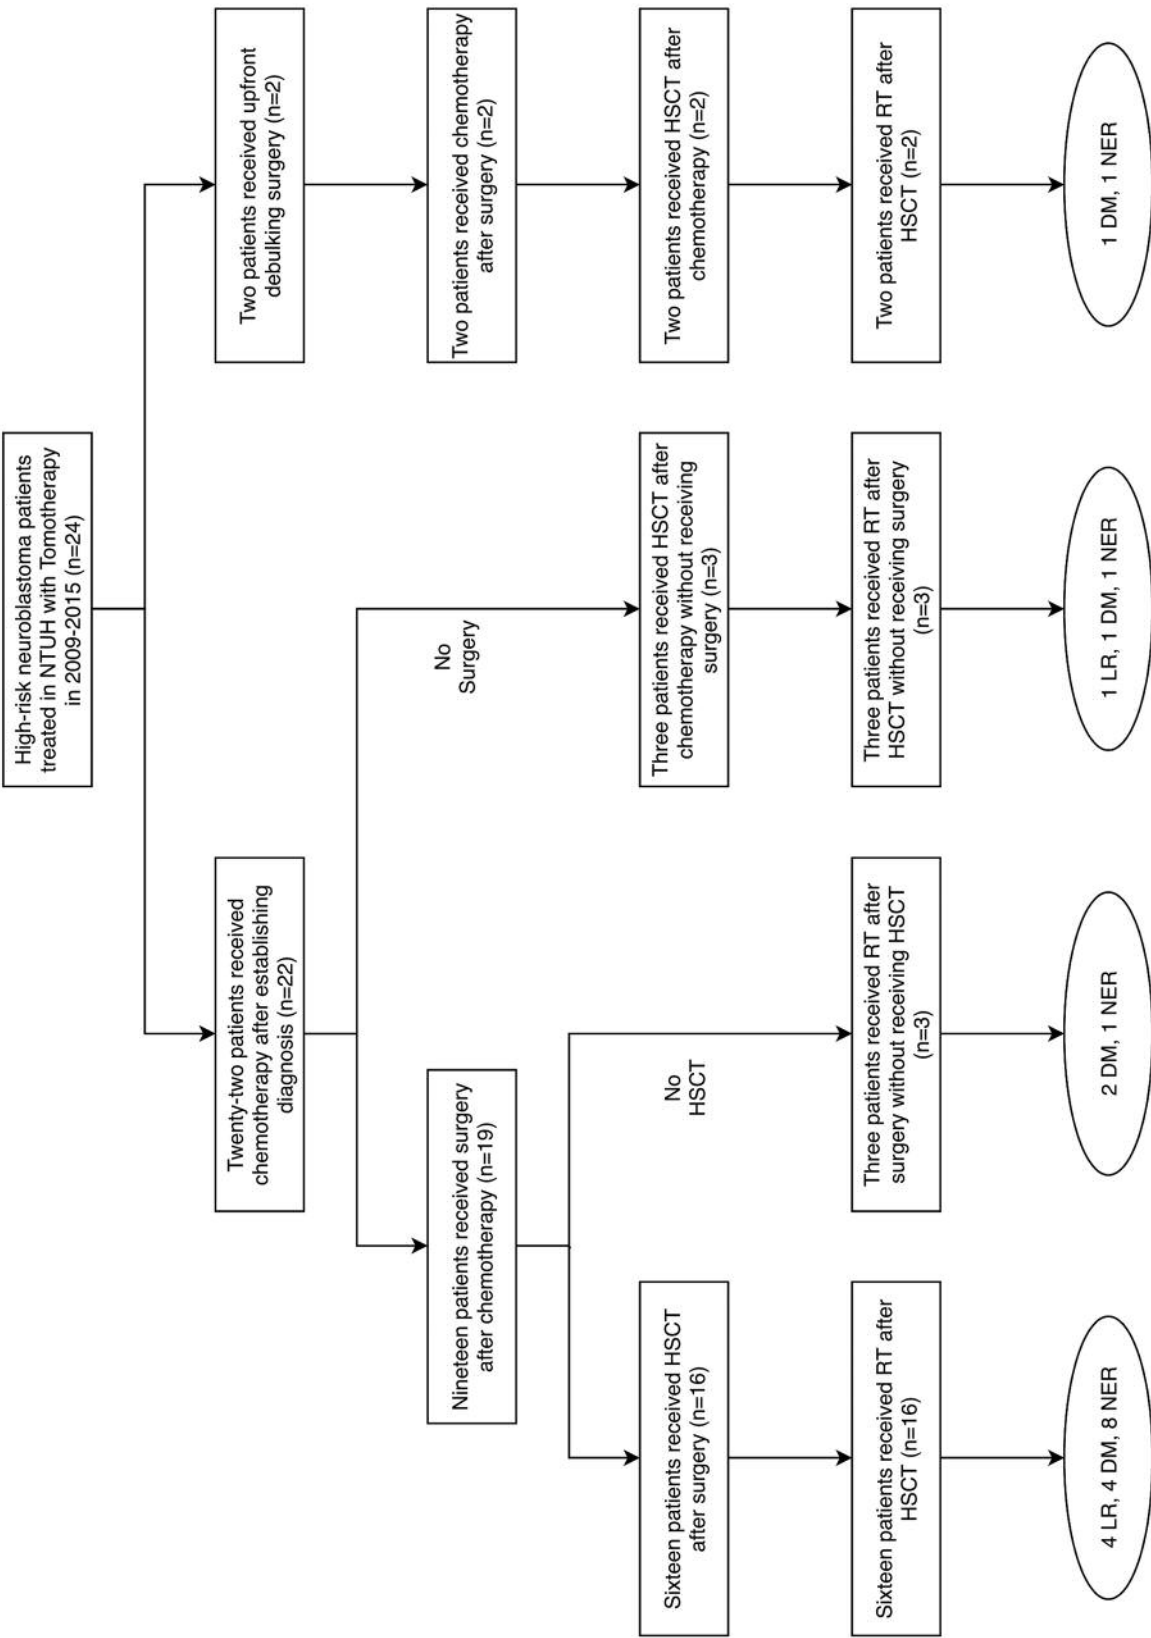 High-risk neuroblastoma patients
treated in NTUH with Tomotherapy
in 2009-2015 (n=24)
Twenty-two patients received
chemotherapy after establishing
diagnosis (n=22)
Two patients received upfront
debulking surgery (n=2)
Nineteen patients received surgery
after chemotherapy (n=19)
No
Surgery
Two patients received chemotherapy
after surgery (n=2)
Sixteen patients received HSCT
after surgery (n=16)
No
HSCT
Three patients received HSCT after
chemotherapy without receiving
surgery (n=3)
Two patients received HSCT after
chemotherapy (n=2)
Sixteen patients received RT after
HSCT (n=16)
Three patients received RT after
surgery without receiving HSCT
(n=3)
Three patients received RT after
HSCT without receiving surgery
(n=3)
Two patients received RT after
HSCT (n=2)
4 LR, 4 DM, 8 NER
2 DM, 1 NER
1 LR, 1 DM, 1 NER
1 DM, 1 NER